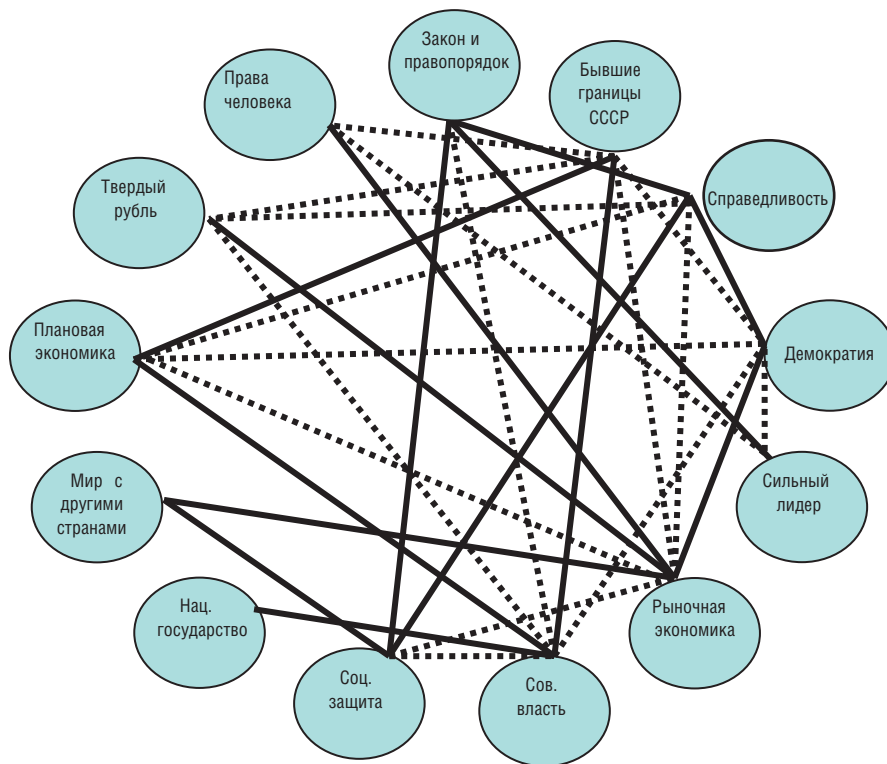 Закон и
правопорядок
Бывшие
границы
СССР
Права
человека
Твердый
рубль
Справедливость
Плановая
экономика
Демократия
Мир с
другими
странами
Сильный
лидер
Нац.
государство
Рыночная
экономика
Соц.
защита
Сов.
власть